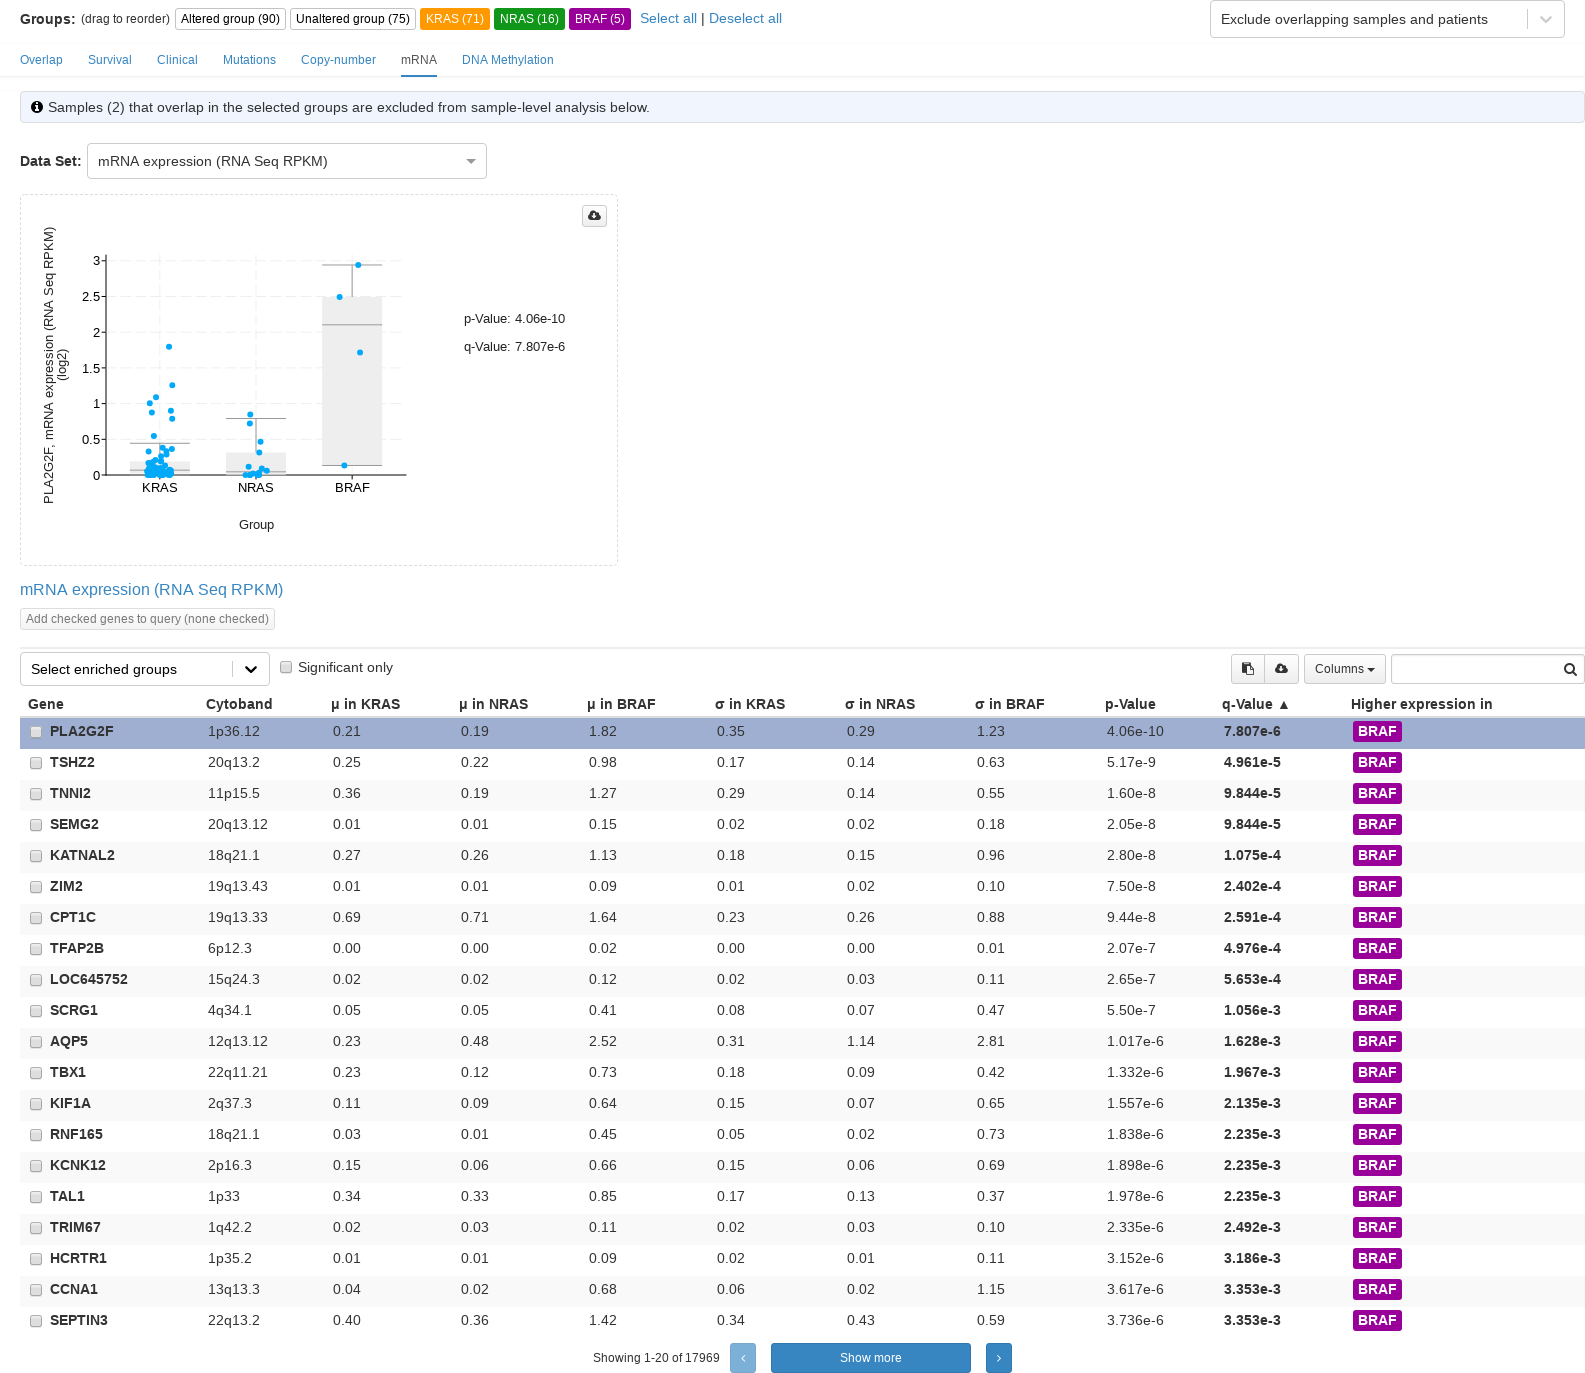 Groups: (drag to reorder) Altered group (90) Unaltered group (75) KRAS (71) NRAS (16) BRAF (5) Select all | Deselect all Exclude overlapping samples and patients
Overlap Survival Clinical Mutations Copy-number mRNA DNA Methylation
Samples (2) that overlap in the selected groups are excluded from sample-level analysis below.
Data Set: mRNA expression (RNA Seq RPKM)
PLA2G2F, mRNA expression (RNA Seq RPKM)
(log2)
3
2.5
2
1.5
1
0.5
0
KRAS NRAS BRAF
Group
p-Value: 4.06e-10
q-Value: 7.807e-6
mRNA expression (RNA Seq RPKM)
Add checked genes to query (none checked)
Select enriched groups Significant only Columns
Gene Cytoband μ in KRAS μ in NRAS μ in BRAF σ in KRAS σ in NRAS σ in BRAF p-Value q-Value ▲ Higher expression in
PLA2G2F 1p36.12 0.21 0.19 1.82 0.35 0.29 1.23 4.06e-10 7.807e-6 BRAF
TSHZ2 20q13.2 0.25 0.22 0.98 0.17 0.14 0.63 5.17e-9 4.961e-5 BRAF
TNNI2 11p15.5 0.36 0.19 1.27 0.29 0.14 0.55 1.60e-8 9.844e-5 BRAF
SEMG2 20q13.12 0.01 0.01 0.15 0.02 0.02 0.18 2.05e-8 9.844e-5 BRAF
KATNAL2 18q21.1 0.27 0.26 1.13 0.18 0.15 0.96 2.80e-8 1.075e-4 BRAF
ZIM2 19q13.43 0.01 0.01 0.09 0.01 0.02 0.10 7.50e-8 2.402e-4 BRAF
CPT1C 19q13.33 0.69 0.71 1.64 0.23 0.26 0.88 9.44e-8 2.591e-4 BRAF
TFAP2B 6p12.3 0.00 0.00 0.02 0.00 0.00 0.01 2.07e-7 4.976e-4 BRAF
LOC645752 15q24.3 0.02 0.02 0.12 0.02 0.03 0.11 2.65e-7 5.653e-4 BRAF
SCRG1 4q34.1 0.05 0.05 0.41 0.08 0.07 0.47 5.50e-7 1.056e-3 BRAF
AQP5 12q13.12 0.23 0.48 2.52 0.31 1.14 2.81 1.017e-6 1.628e-3 BRAF
TBX1 22q11.21 0.23 0.12 0.73 0.18 0.09 0.42 1.332e-6 1.967e-3 BRAF
KIF1A 2q37.3 0.11 0.09 0.64 0.15 0.07 0.65 1.557e-6 2.135e-3 BRAF
RNF165 18q21.1 0.03 0.01 0.45 0.05 0.02 0.73 1.838e-6 2.235e-3 BRAF
KCNK12 2p16.3 0.15 0.06 0.66 0.15 0.06 0.69 1.898e-6 2.235e-3 BRAF
TAL1 1p33 0.34 0.33 0.85 0.17 0.13 0.37 1.978e-6 2.235e-3 BRAF
TRIM67 1q42.2 0.02 0.03 0.11 0.02 0.03 0.10 2.335e-6 2.492e-3 BRAF
HCRTR1 1p35.2 0.01 0.01 0.09 0.02 0.01 0.11 3.152e-6 3.186e-3 BRAF
CCNA1 13q13.3 0.04 0.02 0.68 0.06 0.02 1.15 3.617e-6 3.353e-3 BRAF
SEPTIN3 22q13.2 0.40 0.36 1.42 0.34 0.43 0.59 3.736e-6 3.353e-3 BRAF
Showing 1-20 of 17969 ‹ Show more ›